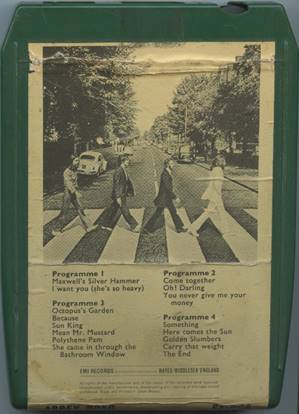 Programme 1
Maxwell's Silver Hammer
I want you (she's so heavy)
Programme 3
Octopus's Garden
Because
Sun King
Mean Mr. Mustard
Polythene Pam
She came in through the
Bathroom Window
Programme 2
Come together
Oh! Darling
You never give me your
money
Programme 4
Something
Here comes the Sun
Golden Slumbers
Carry that weight
The End
EMI RECORDS
HAYES MIDDLESEX ENGLAND